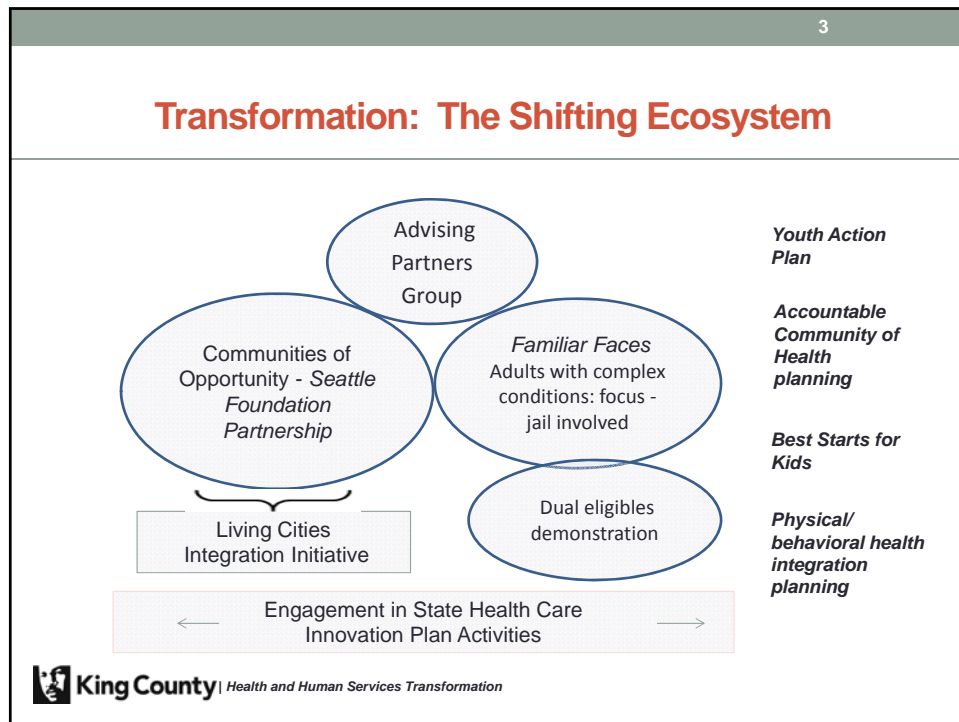 3
Transformation: The Shifting Ecosystem
Advising
Partners
Group
Communities of
Opportunity - Seattle
Foundation
Partnership
Familiar Faces
Adults with complex
conditions: focus -
jail involved
Living Cities
Integration Initiative
Dual eligibles
demonstration
Engagement in State Health Care
Innovation Plan Activities
Youth Action
Plan
Accountable
Community of
Health
planning
Best Starts for
Kids
Physical/
behavioral health
integration
planning
King County | Health and Human Services Transformation